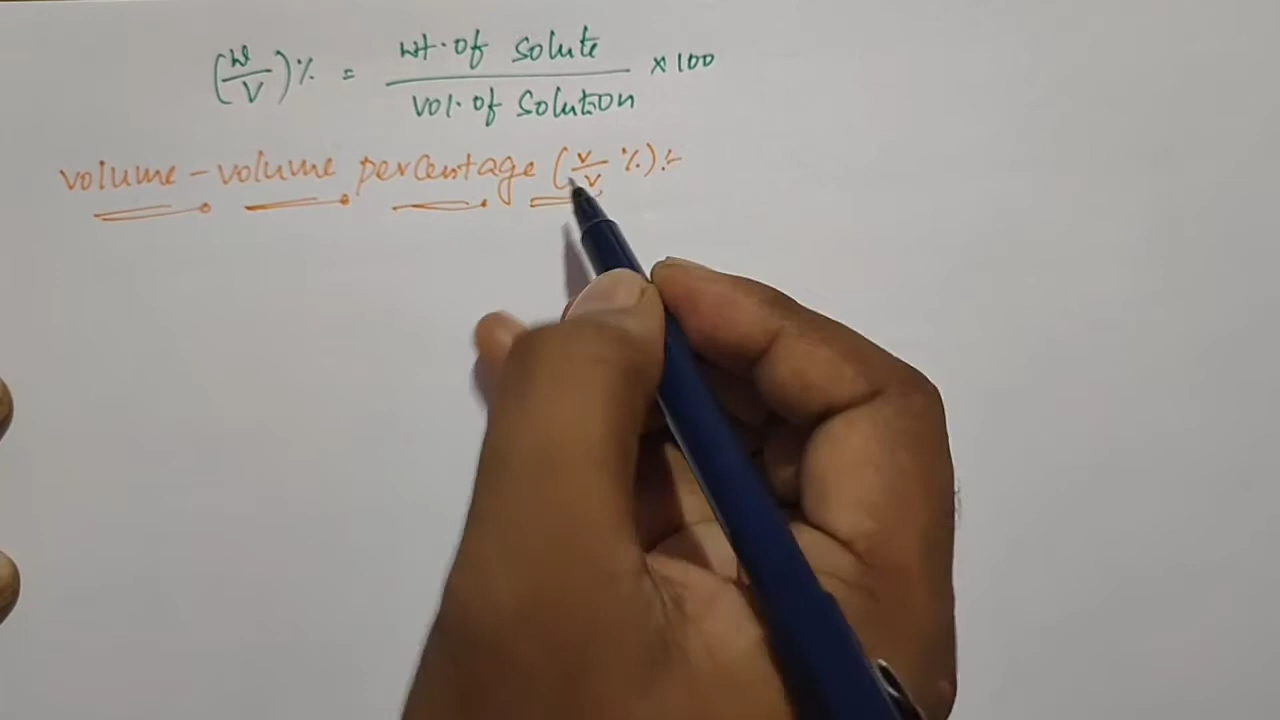 (W/V)% = wt. of solute / vol. of solution × 100
volume - volume percentage (v/v %):-